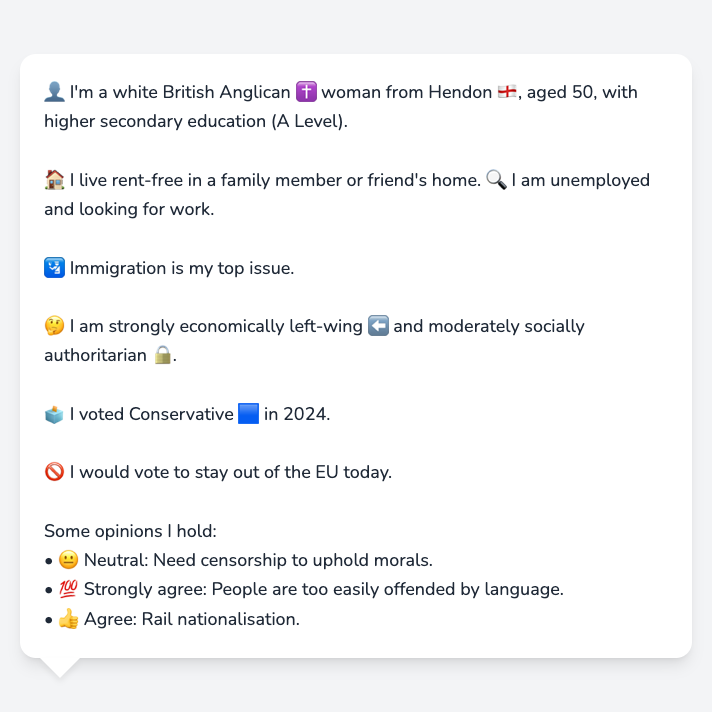 👤 I'm a white British Anglican ✝️ woman from Hendon 🏴󠁧󠁢󠁥󠁮󠁧󠁿, aged 50, with
higher secondary education (A Level).
🏠 I live rent-free in a family member or friend's home. 🔍 I am unemployed
and looking for work.
🛂 Immigration is my top issue.
🤔 I am strongly economically left-wing ⬅️ and moderately socially
authoritarian 🔒.
🗳️ I voted Conservative 🟦 in 2024.
🚫 I would vote to stay out of the EU today.
Some opinions I hold:
• 😐 Neutral: Need censorship to uphold morals.
• 💯 Strongly agree: People are too easily offended by language.
• 👍 Agree: Rail nationalisation.